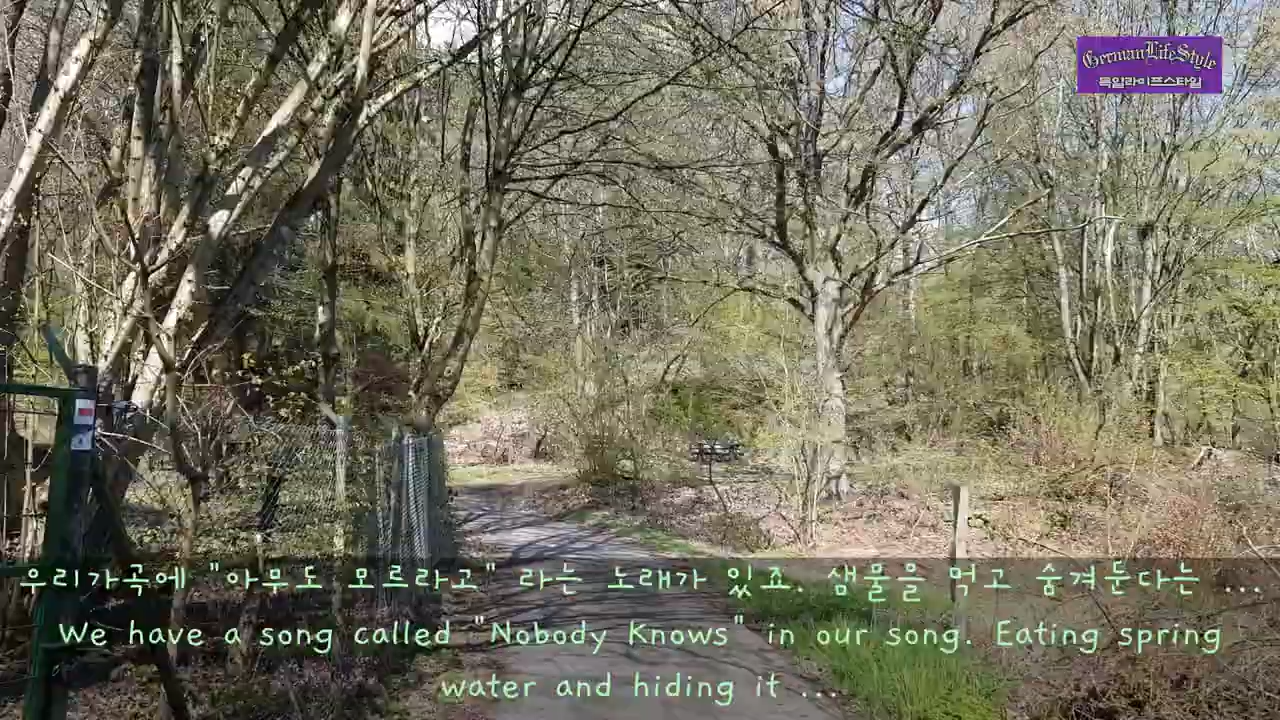 GermanLifeStyle
독일라이프스타일
우리가곡에 "아무도 모르라고" 라는 노래가 있죠. 샘물을 먹고 숨겨둔다는 ...
We have a song called "Nobody Knows" in our song. Eating spring
water and hiding it ...